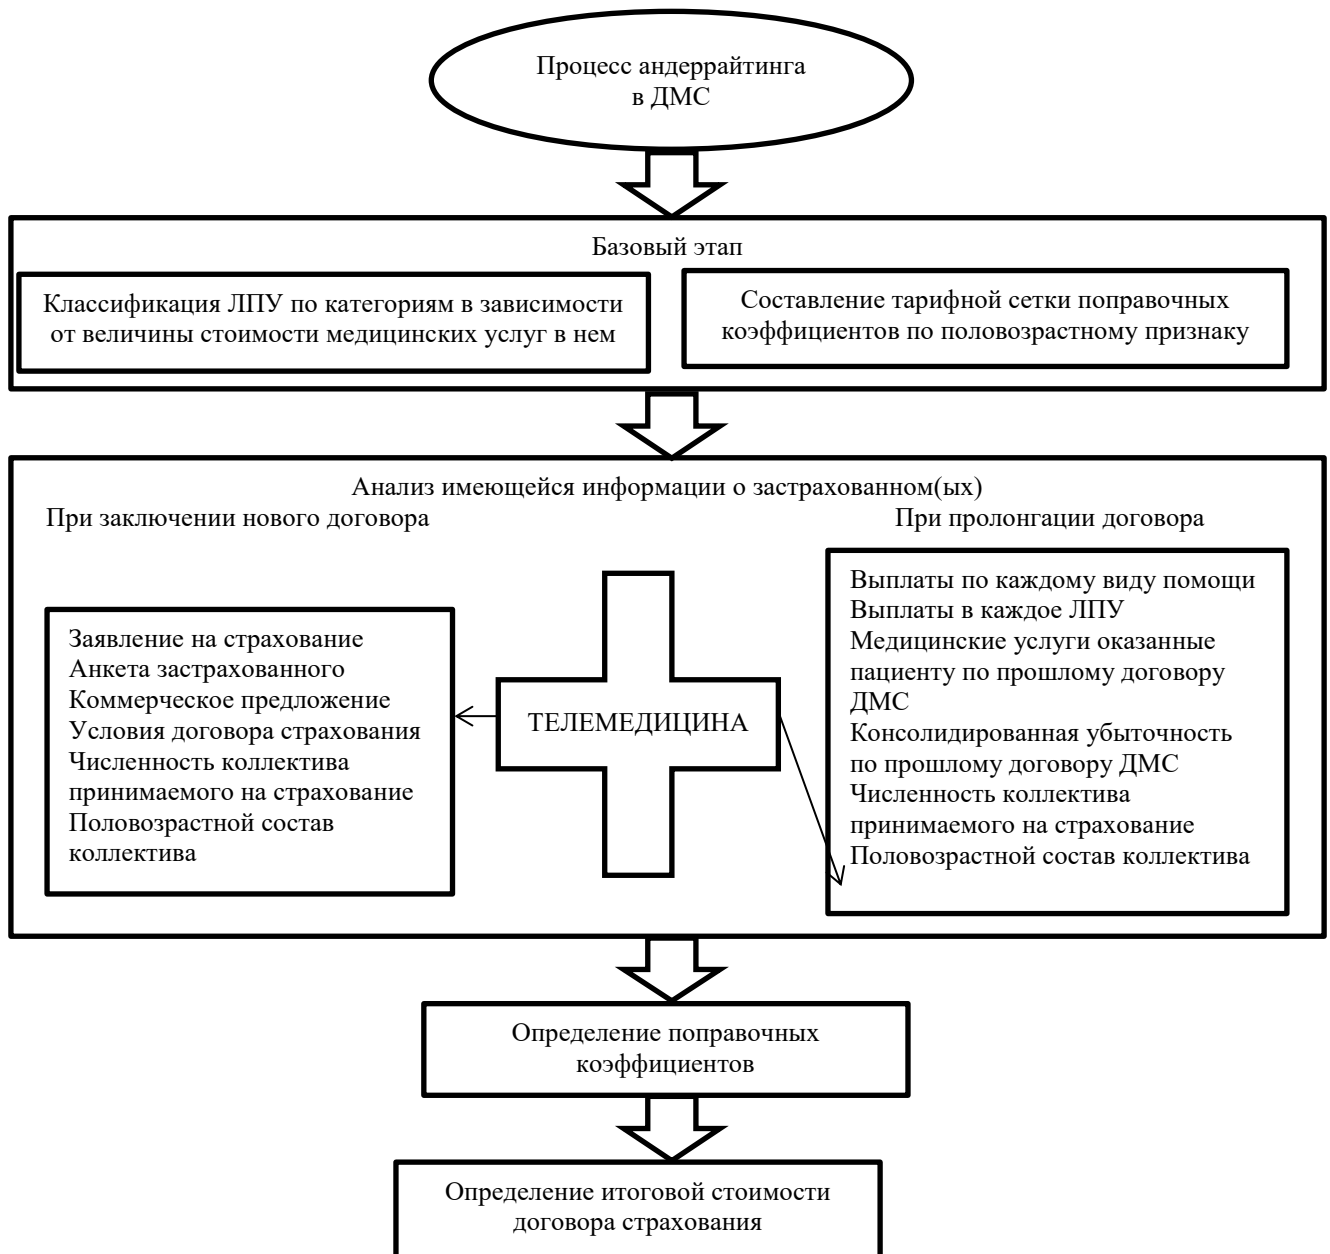 Процесс андеррайтинга
в ДМС
Базовый этап
Классификация ЛПУ по категориям в зависимости
от величины стоимости медицинских услуг в нем
Составление тарифной сетки поправочных
коэффициентов по половозрастному признаку
Анализ имеющейся информации о застрахованном(ых)
При заключении нового договора
При пролонгации договора
Заявление на страхование
Анкета застрахованного
Коммерческое предложение
Условия договора страхования
Численность коллектива
принимаемого на страхование
Половозрастной состав
коллектива
ТЕЛЕМЕДИЦИНА
Выплаты по каждому виду помощи
Выплаты в каждое ЛПУ
Медицинские услуги оказанные
пациенту по прошлому договору
ДМС
Консолидированная убыточность
по прошлому договору ДМС
Численность коллектива
принимаемого на страхование
Половозрастной состав коллектива
Определение поправочных
коэффициентов
Определение итоговой стоимости
договора страхования